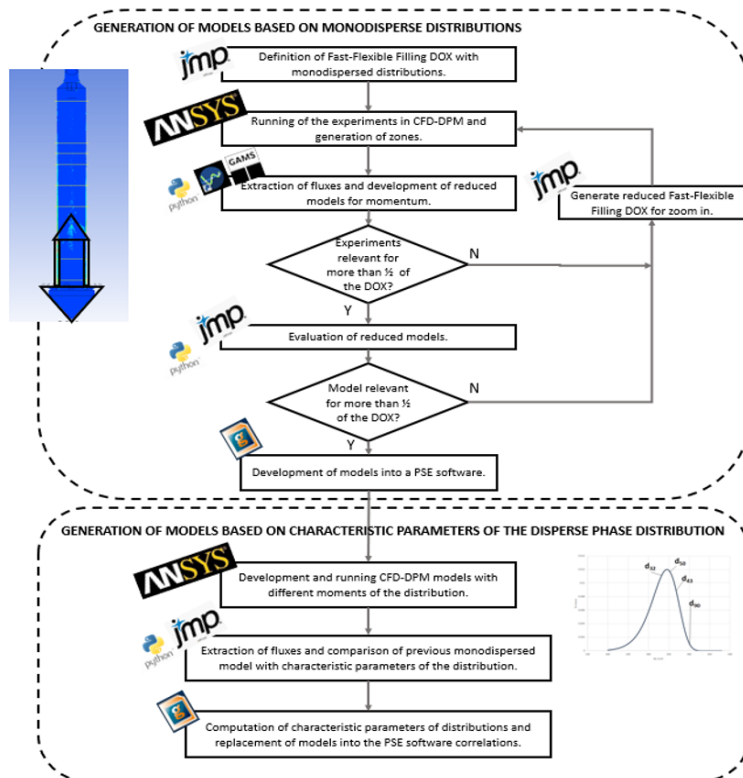 GENERATION OF MODELS BASED ON MONODISPERSE DISTRIBUTIONS
jmp
Definition of Fast-Flexible Filling DOX with
monodispersed distributions.
ANSYS
Running of the experiments in CFD-DPM and
generation of zones.
GAMS
python
Extraction of fluxes and development of reduced
models for momentum.
jmp
Generate reduced Fast-Flexible
Filling DOX for zoom in.
Experiments
relevant for
more than ½ of
the DOX?
N
Y
jmp
python
Evaluation of reduced models.
Model relevant
for more than ½
of the DOX?
N
Y
g
Development of models into a PSE software.
GENERATION OF MODELS BASED ON CHARACTERISTIC PARAMETERS OF THE DISPERSE PHASE DISTRIBUTION
ANSYS
Development and running CFD-DPM models with
different moments of the distribution.
d32
d50
d43
d90
jmp
python
Extraction of fluxes and comparison of previous monodispersed
model with characteristic parameters of the distribution.
g
Computation of characteristic parameters of distributions and
replacement of models into the PSE software correlations.